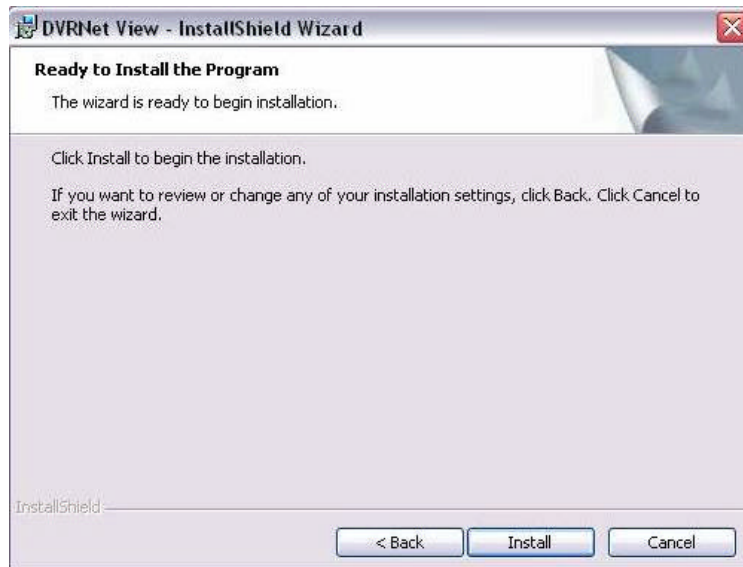 DVRNet View - InstallShield Wizard
Ready to Install the Program
The wizard is ready to begin installation.
Click Install to begin the installation.
If you want to review or change any of your installation settings, click Back. Click Cancel to
exit the wizard.
InstallShield
< Back Install Cancel